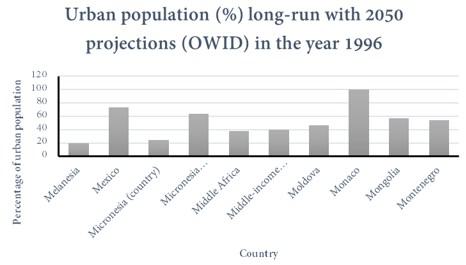 Urban population (%) long-run with 2050
projections (OWID) in the year 1996
Percentage of urban population
120
100
80
60
40
20
0
Melanesia
Mexico
Micronesia (country)
Micronesia…
Middle Africa
Middle-income…
Moldova
Monaco
Mongolia
Montenegro
Country